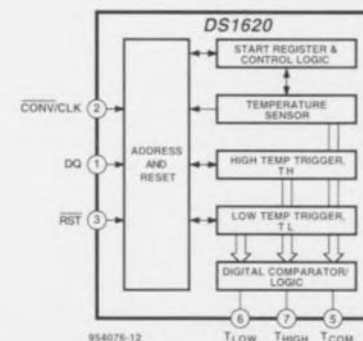 DS1620
START REGISTER &
CONTROL LOGIC
CONV/CLK
2
TEMPERATURE
SENSOR
ADDRESS
AND
RESET
DQ
1
HIGH TEMP TRIGGER,
TH
RST
3
LOW TEMP TRIGGER,
TL
DIGITAL COMPARATOR/
LOGIC
6
7
5
954076-12
TLOW
THIGH
TCOM